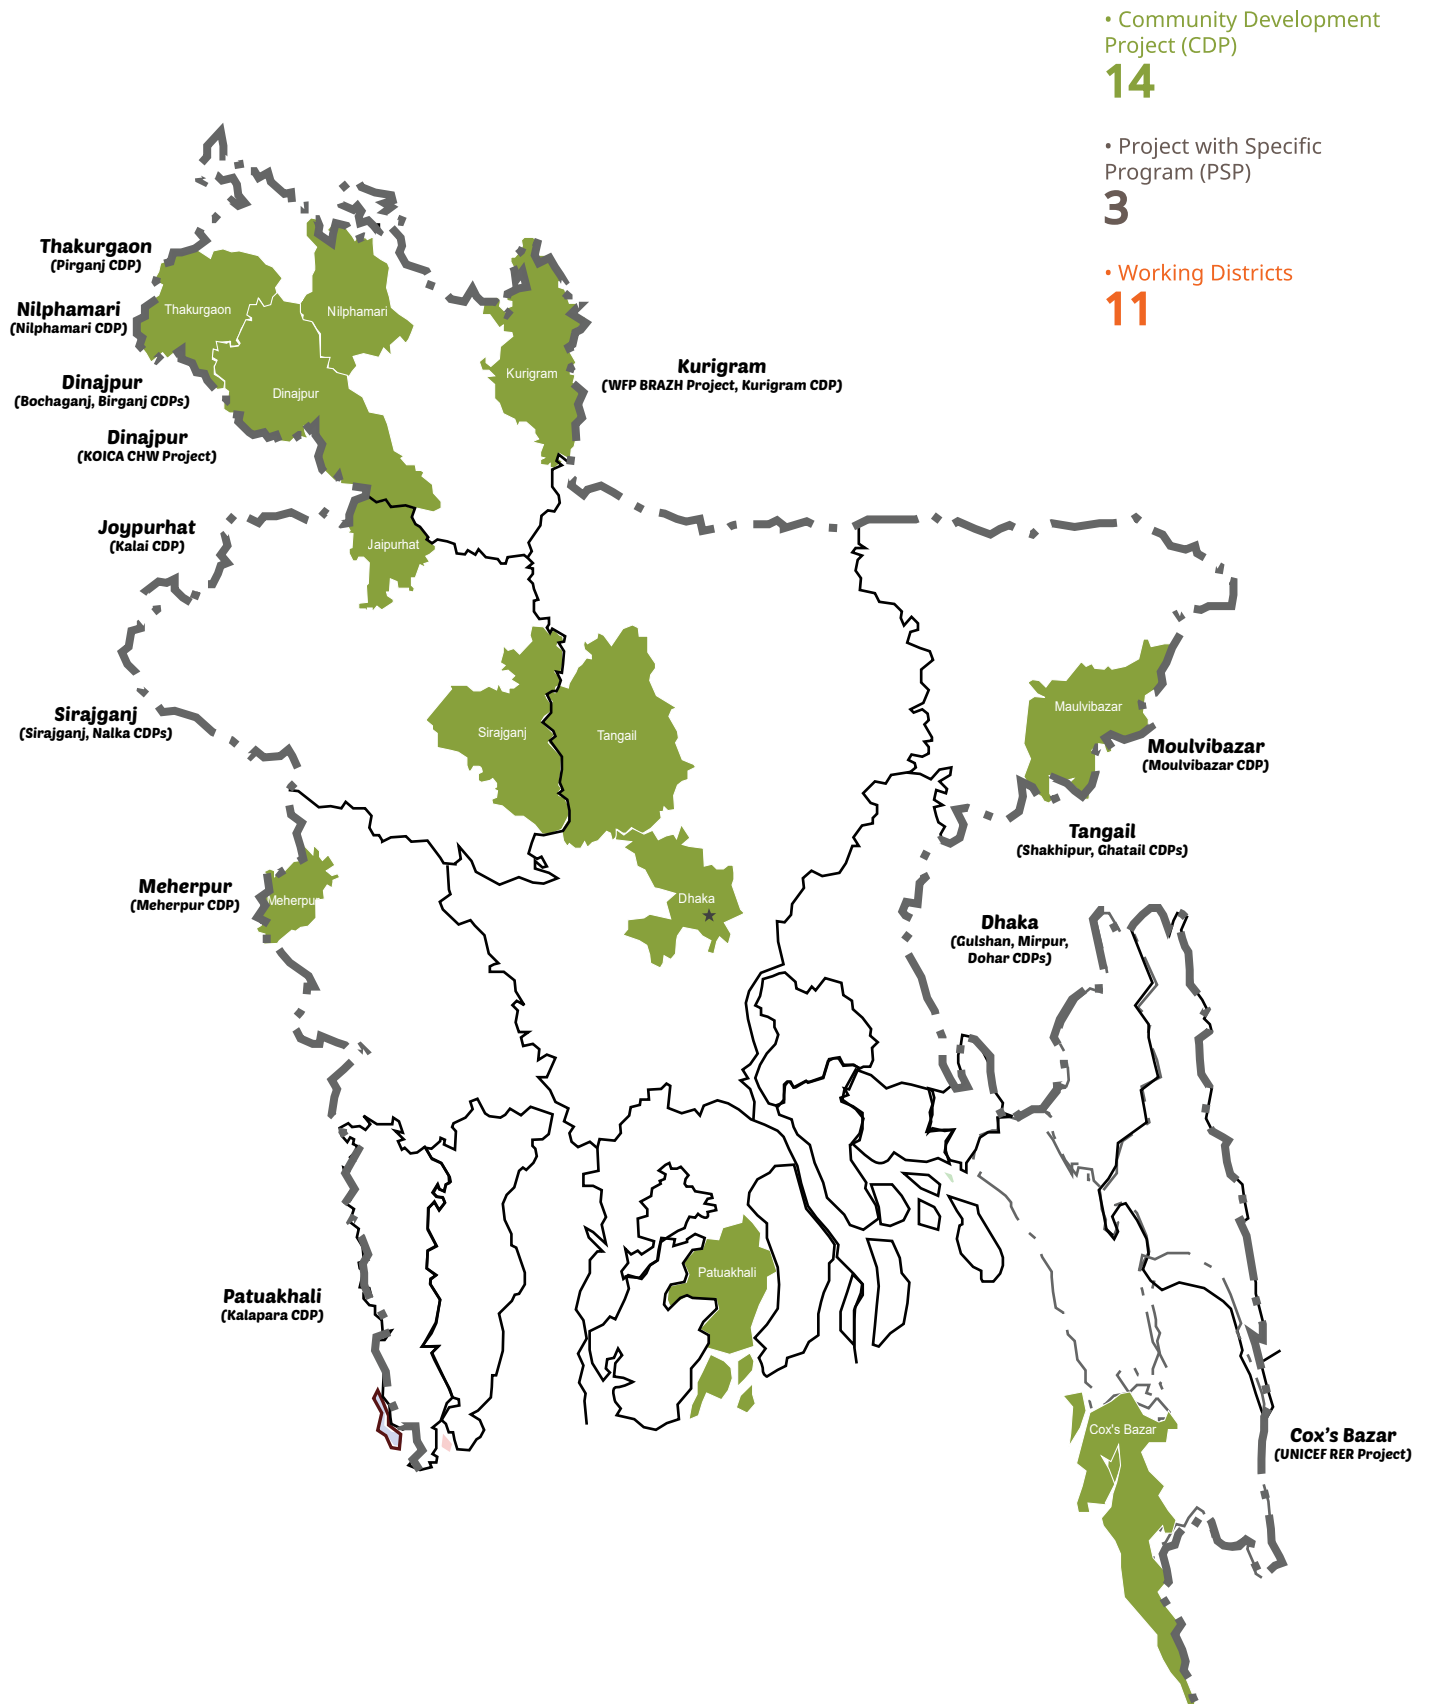 • Community Development
Project (CDP)
14
• Project with Specific
Program (PSP)
3
• Working Districts
11
Thakurgaon
(Pirganj CDP)
Nilphamari
(Nilphamari CDP)
Dinajpur
(Bochaganj, Birganj CDPs)
Dinajpur
(KOICA CHW Project)
Joypurhat
(Kalai CDP)
Sirajganj
(Sirajganj, Nalka CDPs)
Meherpur
(Meherpur CDP)
Patuakhali
(Kalapara CDP)
Kurigram
(WFP BRAZH Project, Kurigram CDP)
Moulvibazar
(Moulvibazar CDP)
Tangail
(Shakhipur, Ghatail CDPs)
Dhaka
(Gulshan, Mirpur,
Dohar CDPs)
Cox's Bazar
(UNICEF RER Project)
Thakurgaon
Nilphamari
Dinajpur
Kurigram
Jaipurhat
Sirajganj
Tangail
Maulvibazar
Dhaka
Meherpur
Patuakhali
Cox's Bazar